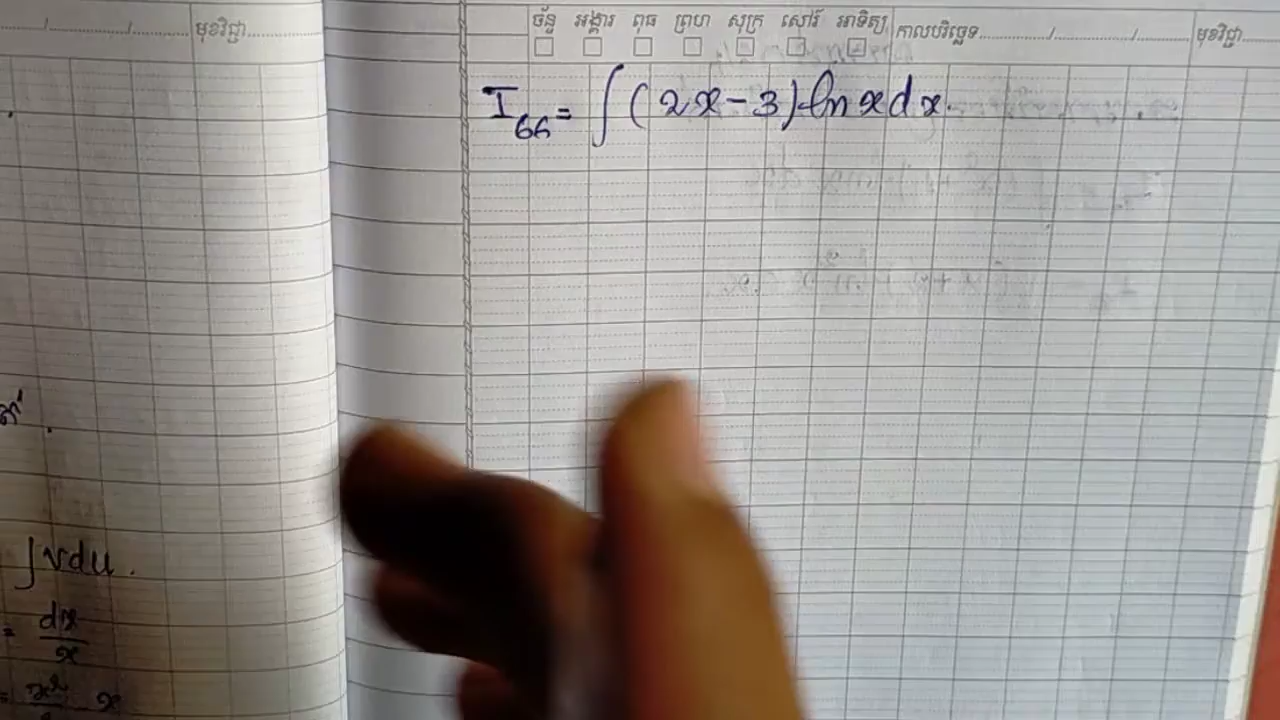 មុខវិជ្ជា
ច័ន្ទ អង្គារ ពុធ ព្រហ សុក្រ សៅរ៍ អាទិត្យ កាលបរិច្ឆេទ ........../........../.......... មុខវិជ្ជា
I₆₆ = ∫ (2x - 3) ln x dx.
∫ v du .
= dx/x